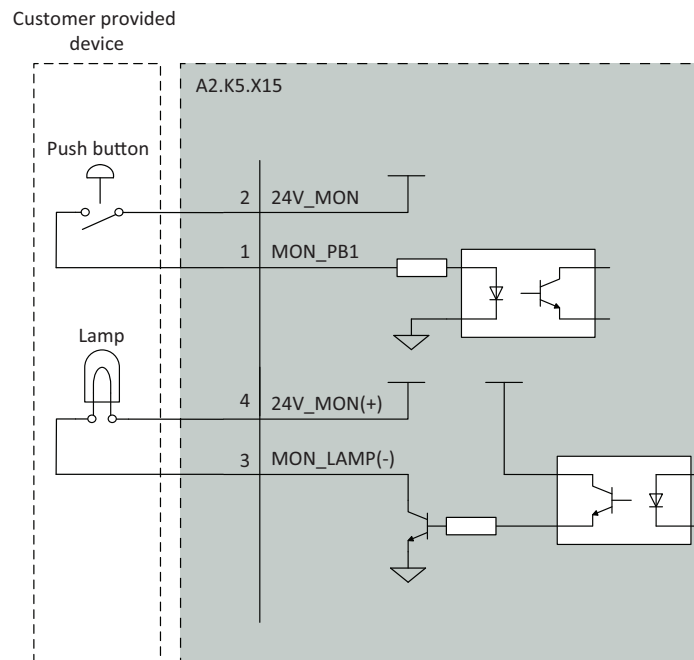 Customer provided
device
A2.K5.X15
Push button
2 24V_MON
1 MON_PB1
Lamp
4 24V_MON(+)
3 MON_LAMP(-)